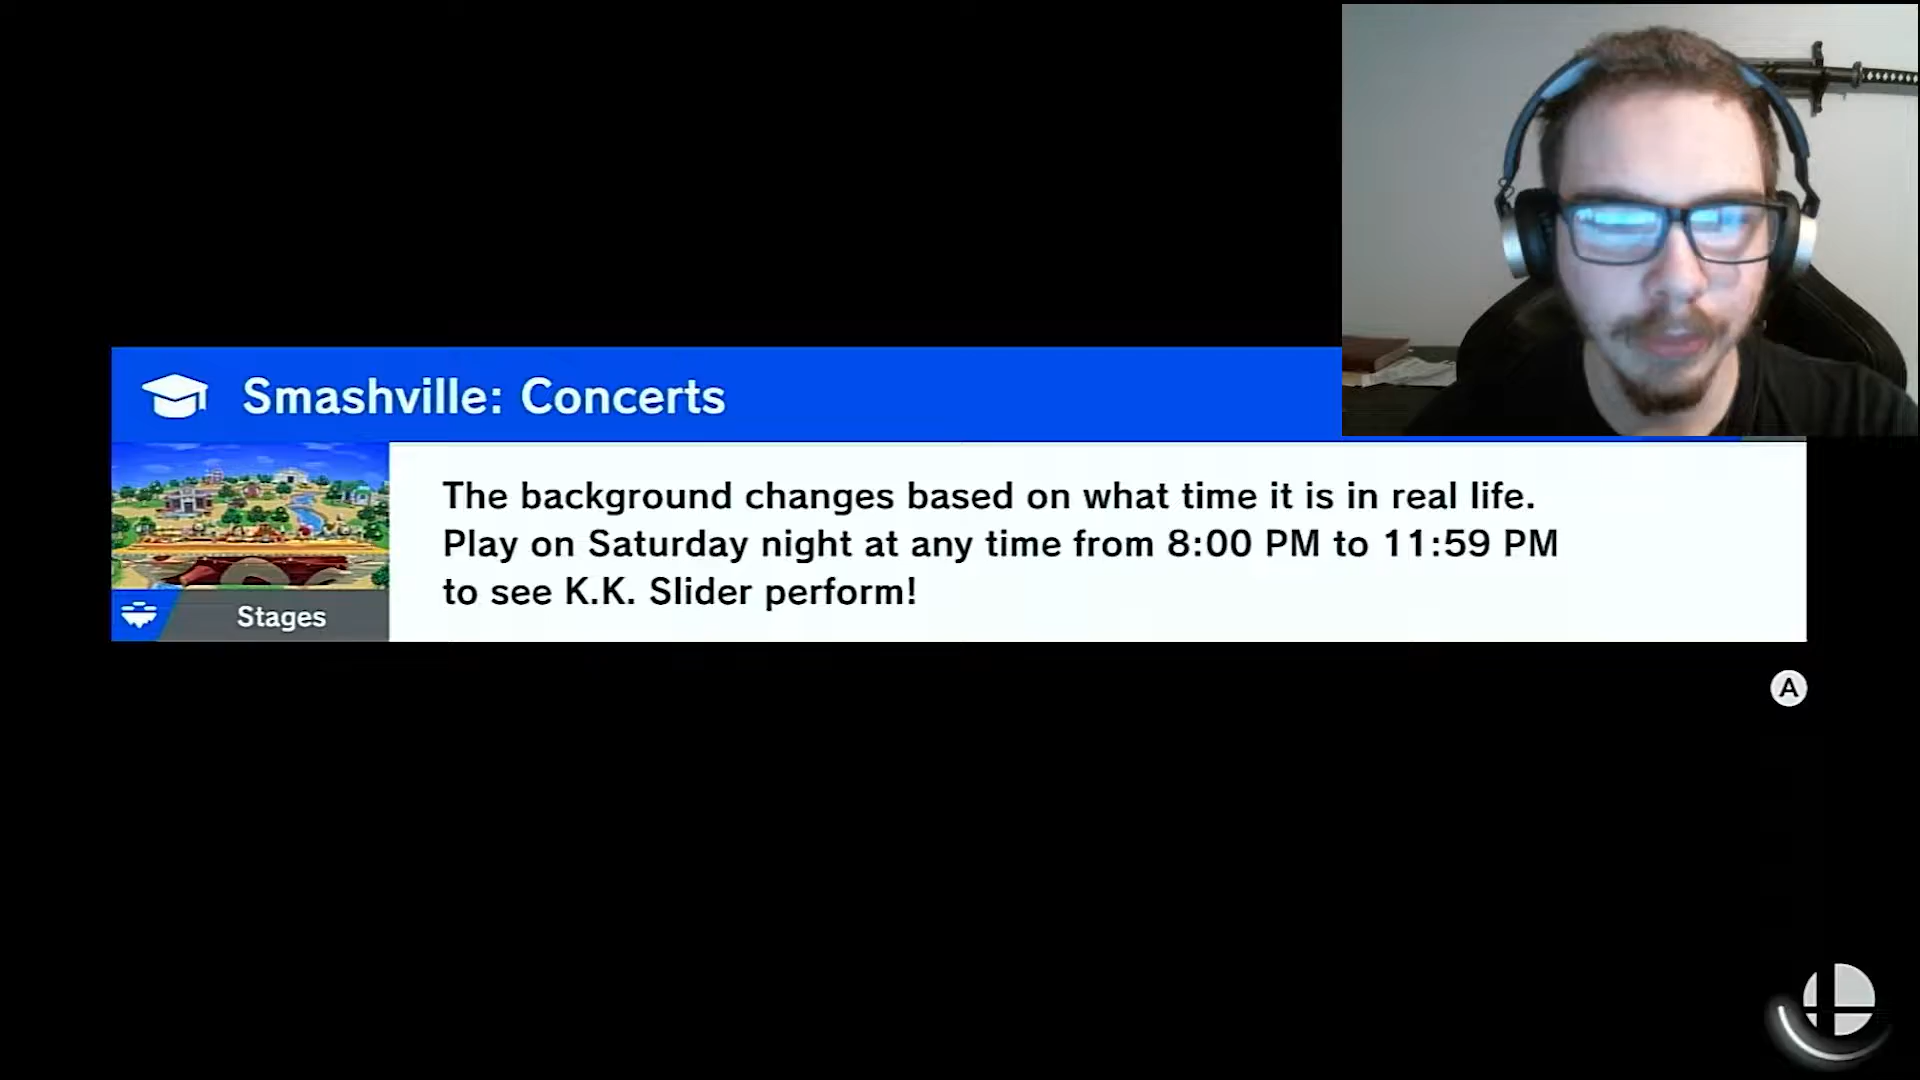 Smashville: Concerts
The background changes based on what time it is in real life.
Play on Saturday night at any time from 8:00 PM to 11:59 PM
to see K.K. Slider perform!
Stages
A